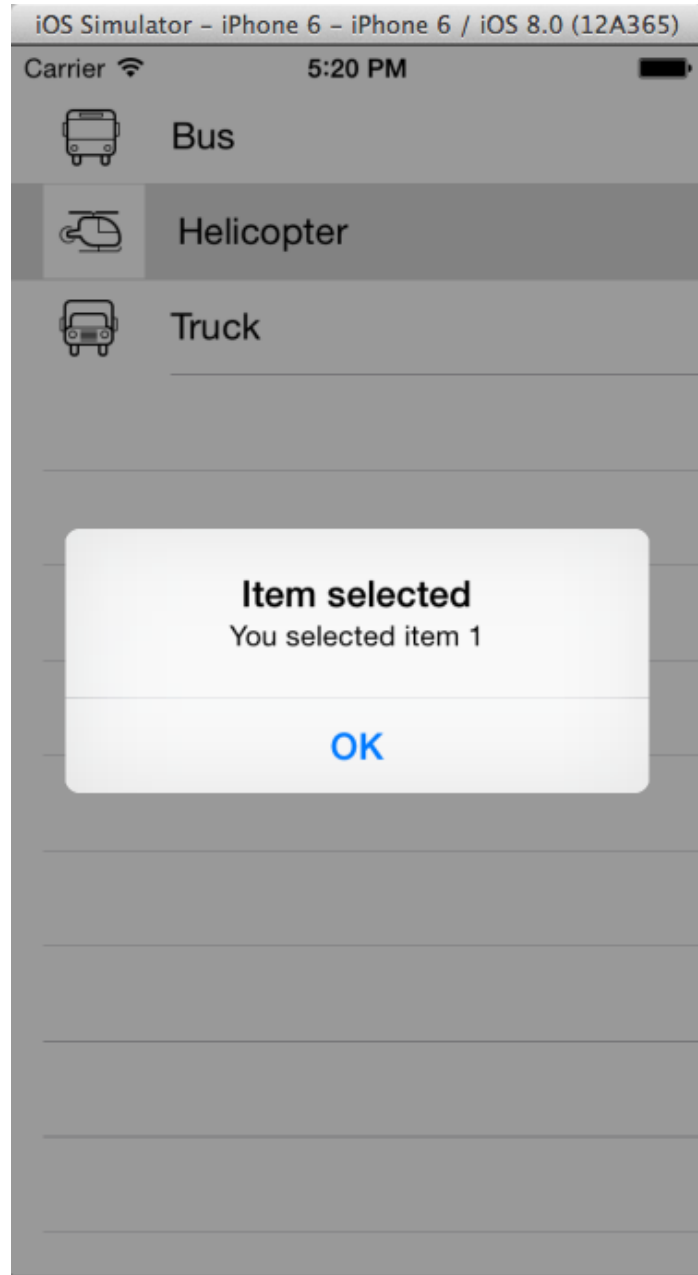 iOS Simulator – iPhone 6 – iPhone 6 / iOS 8.0 (12A365)
Carrier 5:20 PM
Bus
Helicopter
Truck
Item selected
You selected item 1
OK